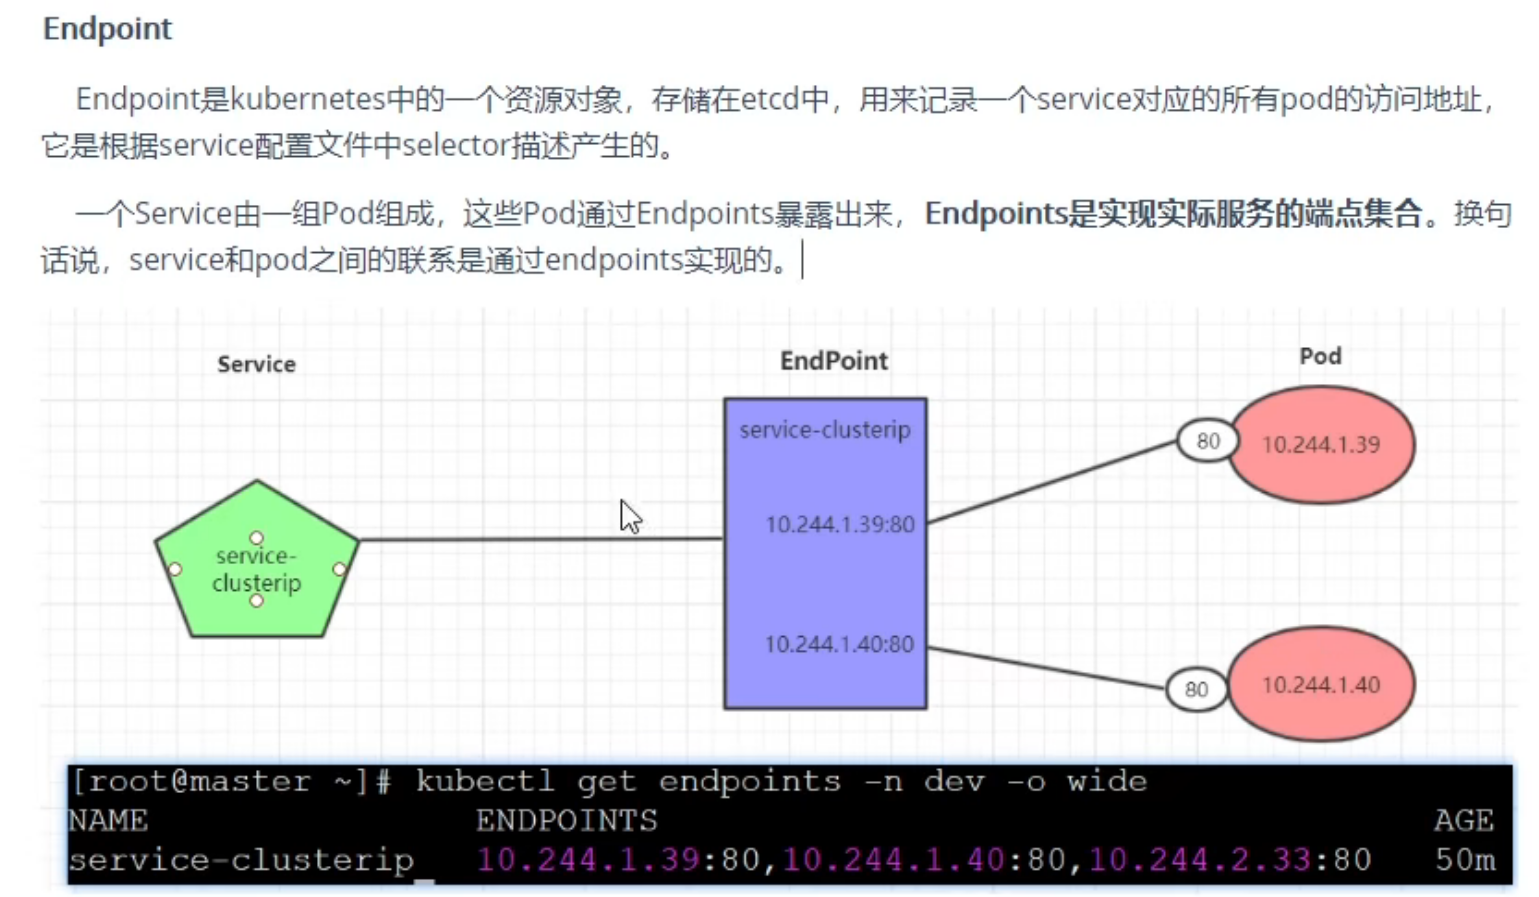 Endpoint
Endpoint是kubernetes中的一个资源对象，存储在etcd中，用来记录一个service对应的所有pod的访问地址，
它是根据service配置文件中selector描述产生的。
一个Service由一组Pod组成，这些Pod通过Endpoints暴露出来，Endpoints是实现实际服务的端点集合。换句
话说，service和pod之间的联系是通过endpoints实现的。
Service
EndPoint
Pod
service-clusterip
80
10.244.1.39
10.244.1.39:80
service-
clusterip
10.244.1.40:80
80
10.244.1.40
[root@master ~]# kubectl get endpoints -n dev -o wide
NAME ENDPOINTS AGE
service-clusterip 10.244.1.39:80,10.244.1.40:80,10.244.2.33:80 50m